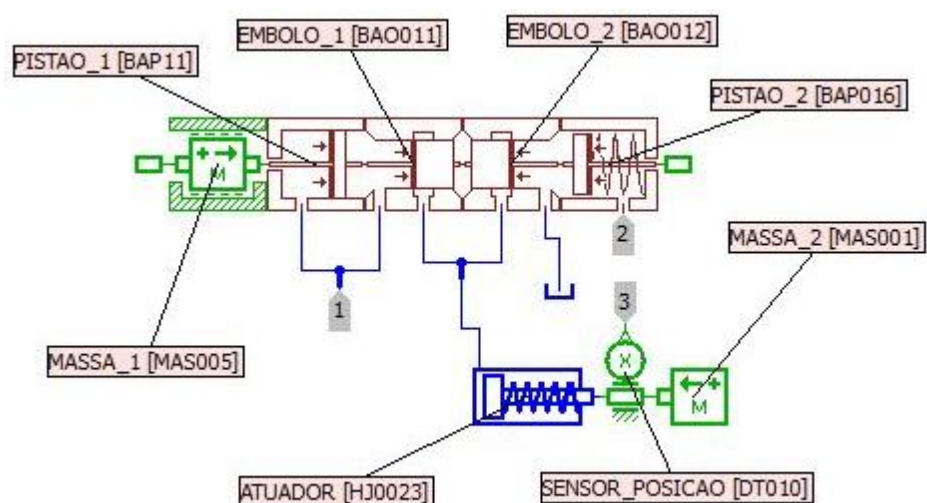 EMBOLO_1 [BAO011]
EMBOLO_2 [BAO012]
PISTAO_1 [BAP11]
PISTAO_2 [BAP016]
M
2
MASSA_2 [MAS001]
1
3
MASSA_1 [MAS005]
X
M
ATUADOR [HJ0023]
SENSOR_POSICAO [DT010]